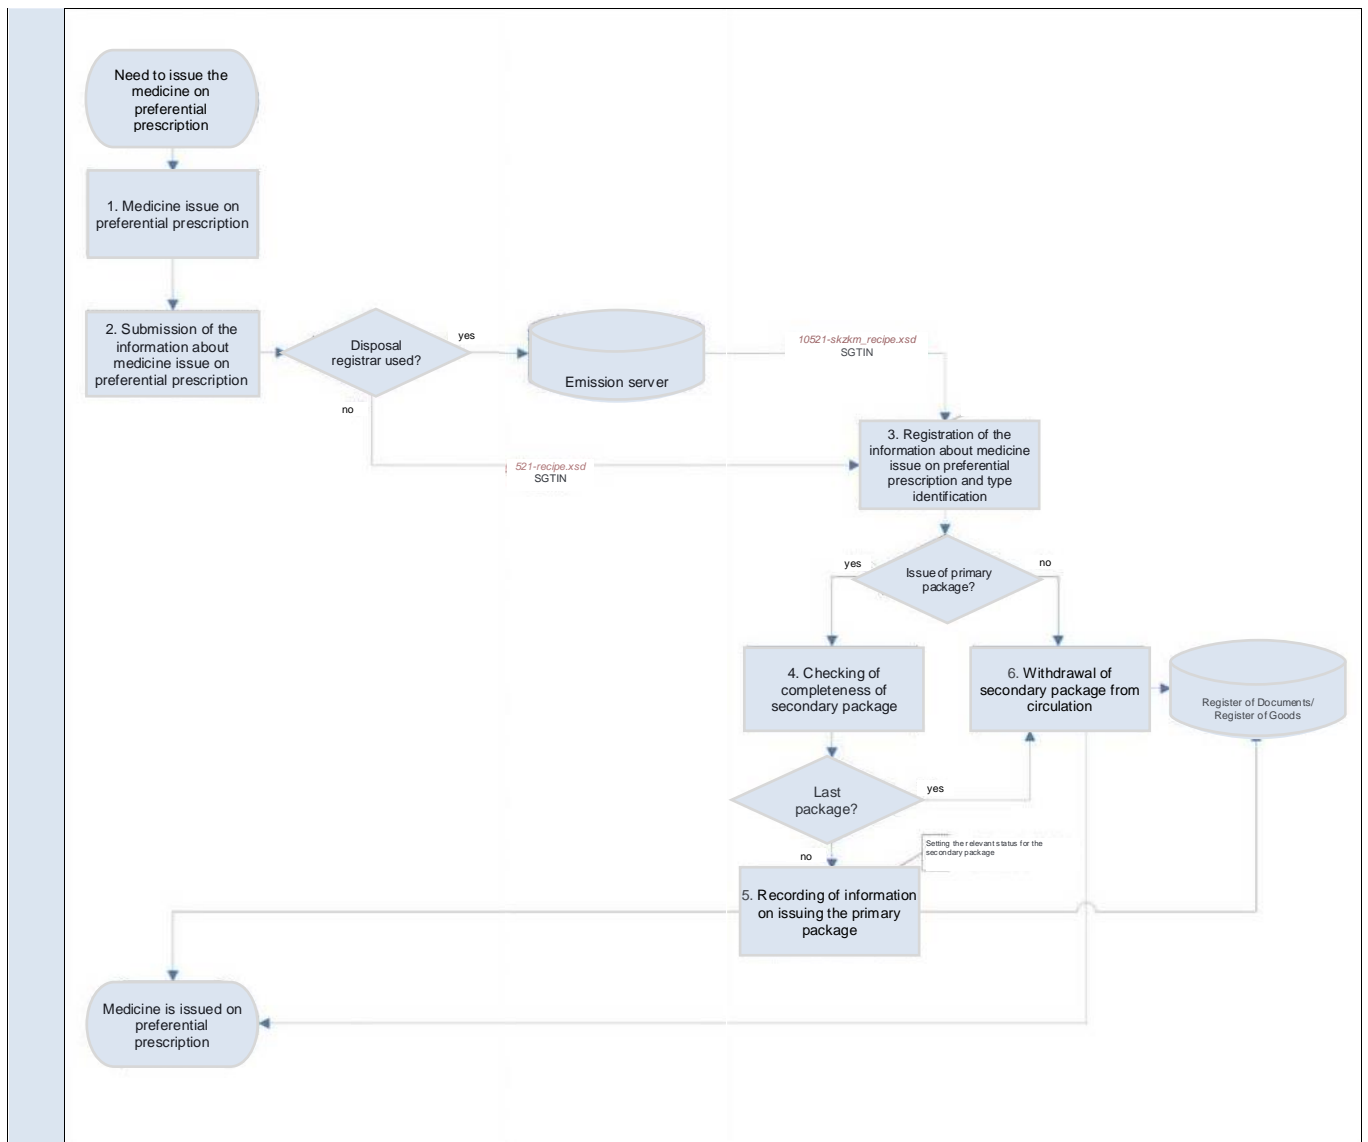 Need to issue the
medicine on
preferential
prescription
1. Medicine issue on
preferential prescription
2. Submission of the
information about
medicine issue on
preferential prescription
Disposal
registrar used?
yes
no
Emission server
10521-skzkm_recipe.xsd
SGTIN
521-recipe.xsd
SGTIN
3. Registration of the
information about medicine
issue on preferential
prescription and type
identification
Issue of primary
package?
yes
no
4. Checking of
completeness of
secondary package
6. Withdrawal of
secondary package from
circulation
Register of Documents/
Register of Goods
Last
package?
yes
no
Setting the relevant status for the
secondary package
5. Recording of information
on issuing the primary
package
Medicine is issued on
preferential
prescription